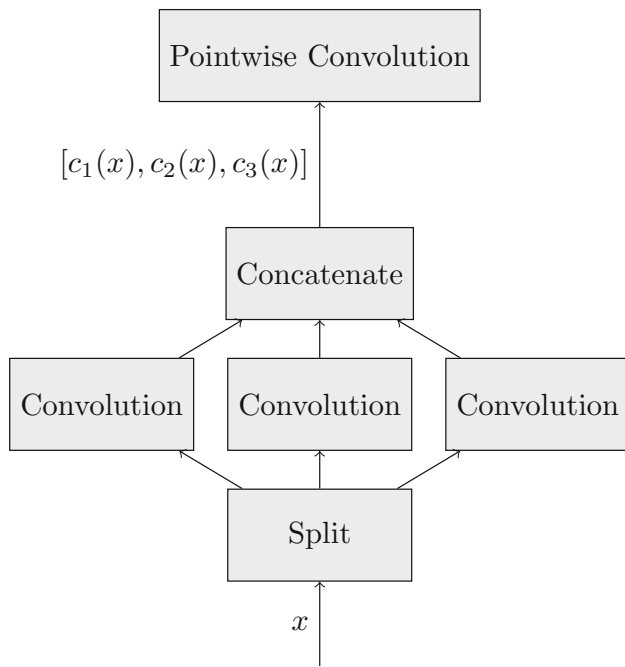 Pointwise Convolution
[c₁(x), c₂(x), c₃(x)]
Concatenate
Convolution
Convolution
Convolution
Split
x